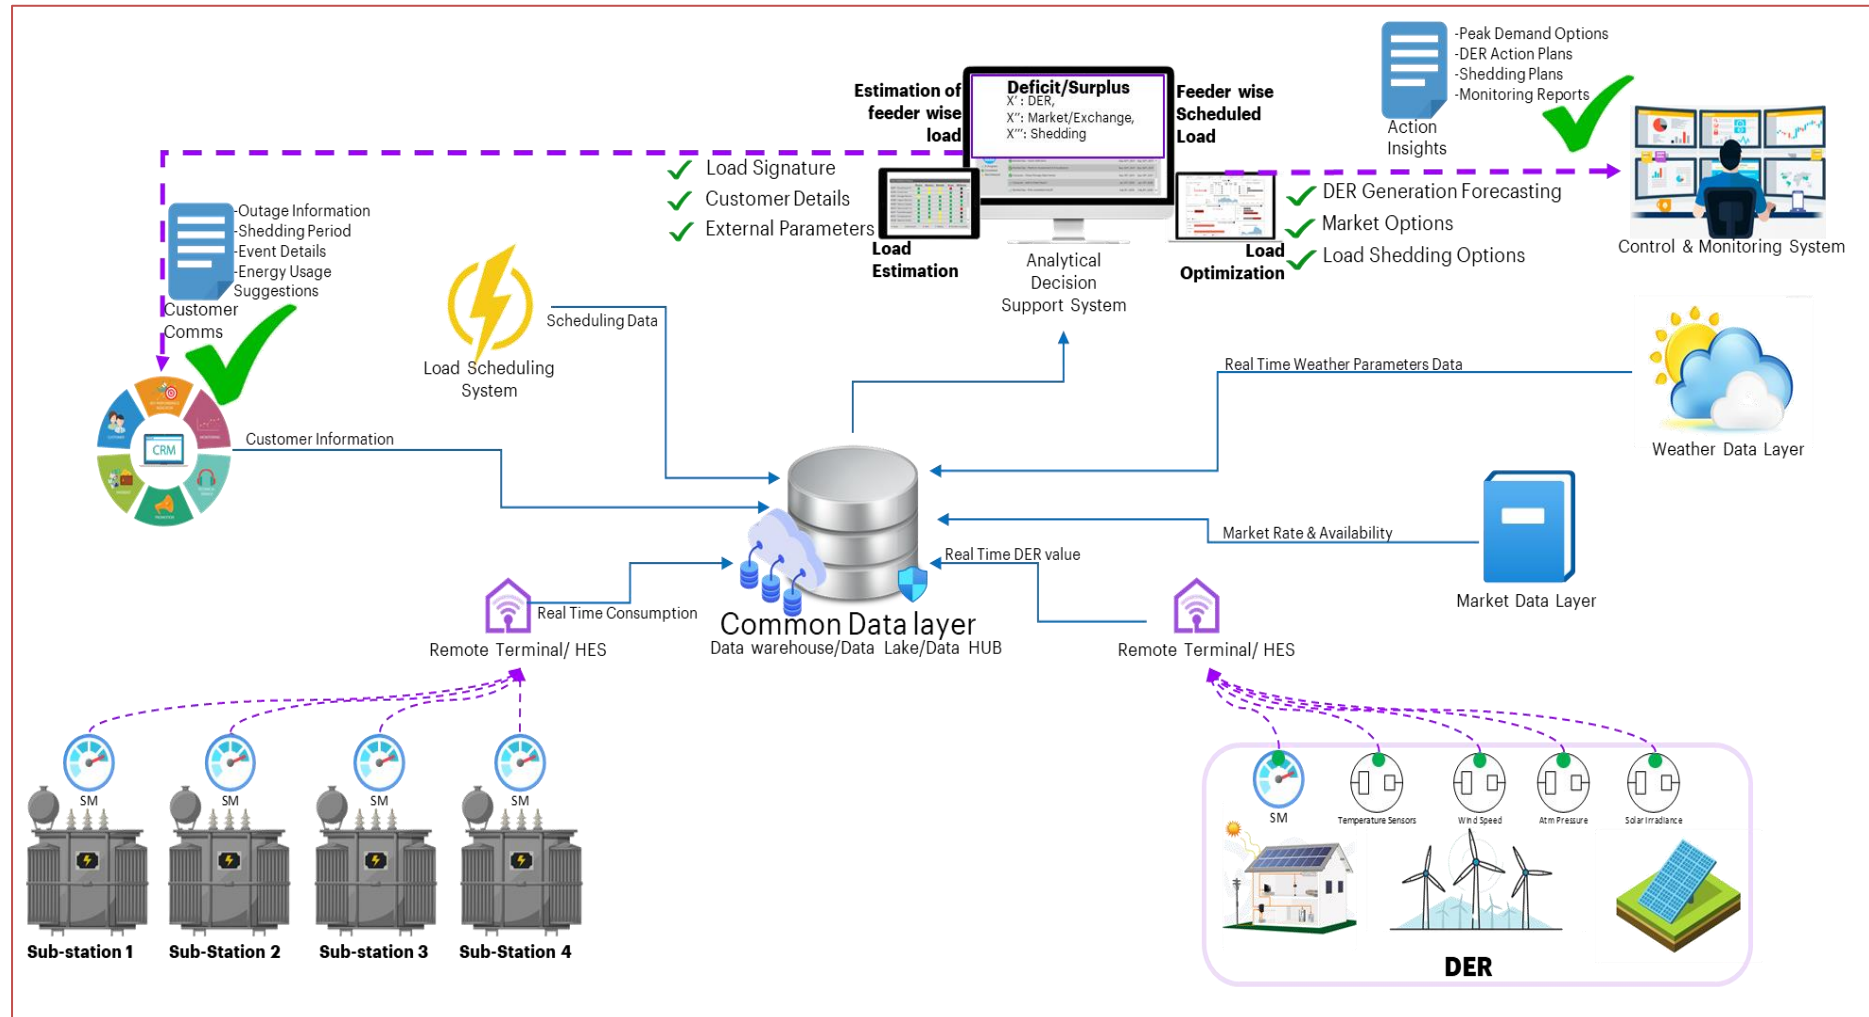 -Peak Demand Options
-DER Action Plans
-Shedding Plans
-Monitoring Reports
Action
Insights
Control & Monitoring System
Estimation of
feeder wise
load
Deficit/Surplus
X' : DER,
X'': Market/Exchange,
X''': Shedding
Feeder wise
Scheduled
Load
Load Signature
Customer Details
External Parameters
Load
Estimation
Analytical
Decision
Support System
Load
Optimization
DER Generation Forecasting
Market Options
Load Shedding Options
-Outage Information
-Shedding Period
-Event Details
-Energy Usage
Suggestions
Customer
Comms
Load Scheduling
System
Scheduling Data
CRM
Customer Information
Real Time Weather Parameters Data
Weather Data Layer
Market Rate & Availability
Market Data Layer
Real Time DER value
Real Time Consumption
Common Data layer
Data warehouse/Data Lake/Data HUB
Remote Terminal/ HES
Remote Terminal/ HES
SM
SM
SM
SM
Sub-station 1
Sub-Station 2
Sub-station 3
Sub-Station 4
SM
Temperature Sensors
Wind Speed
Atm Pressure
Solar Irradiance
DER